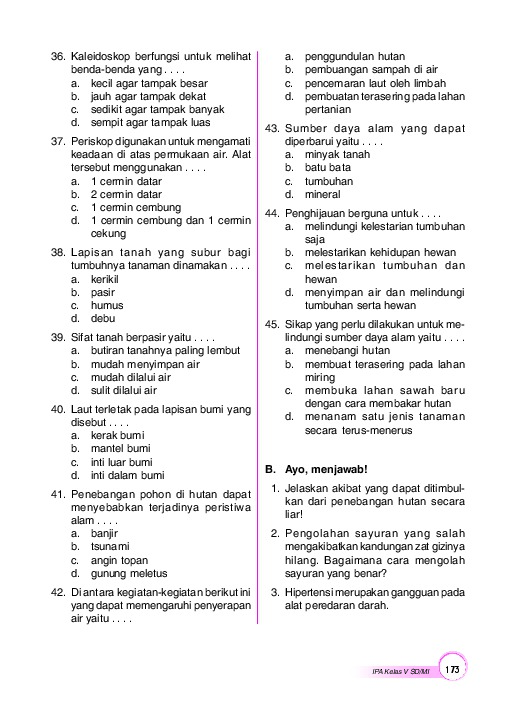 36. Kaleidoskop berfungsi untuk melihat
benda-benda yang . . . .
a. kecil agar tampak besar
b. jauh agar tampak dekat
c. sedikit agar tampak banyak
d. sempit agar tampak luas
37. Periskop digunakan untuk mengamati
keadaan di atas permukaan air. Alat
tersebut menggunakan . . . .
a. 1 cermin datar
b. 2 cermin datar
c. 1 cermin cembung
d. 1 cermin cembung dan 1 cermin
cekung
38. Lapisan tanah yang subur bagi
tumbuhnya tanaman dinamakan . . . .
a. kerikil
b. pasir
c. humus
d. debu
39. Sifat tanah berpasir yaitu . . . .
a. butiran tanahnya paling lembut
b. mudah menyimpan air
c. mudah dilalui air
d. sulit dilalui air
40. Laut terletak pada lapisan bumi yang
disebut . . . .
a. kerak bumi
b. mantel bumi
c. inti luar bumi
d. inti dalam bumi
41. Penebangan pohon di hutan dapat
menyebabkan terjadinya peristiwa
alam . . . .
a. banjir
b. tsunami
c. angin topan
d. gunung meletus
42. Di antara kegiatan-kegiatan berikut ini
yang dapat memengaruhi penyerapan
air yaitu . . . .
a. penggundulan hutan
b. pembuangan sampah di air
c. pencemaran laut oleh limbah
d. pembuatan terasering pada lahan
pertanian
43. Sumber daya alam yang dapat
diperbarui yaitu . . . .
a. minyak tanah
b. batu bata
c. tumbuhan
d. mineral
44. Penghijauan berguna untuk . . . .
a. melindungi kelestarian tumbuhan
saja
b. melestarikan kehidupan hewan
c. melestarikan tumbuhan dan
hewan
d. menyimpan air dan melindungi
tumbuhan serta hewan
45. Sikap yang perlu dilakukan untuk me-
lindungi sumber daya alam yaitu . . . .
a. menebangi hutan
b. membuat terasering pada lahan
miring
c. membuka lahan sawah baru
dengan cara membakar hutan
d. menanam satu jenis tanaman
secara terus-menerus
B. Ayo, menjawab!
1. Jelaskan akibat yang dapat ditimbul-
kan dari penebangan hutan secara
liar!
2. Pengolahan sayuran yang salah
mengakibatkan kandungan zat gizinya
hilang. Bagaimana cara mengolah
sayuran yang benar?
3. Hipertensi merupakan gangguan pada
alat peredaran darah.
IPA Kelas V SD/MI 173